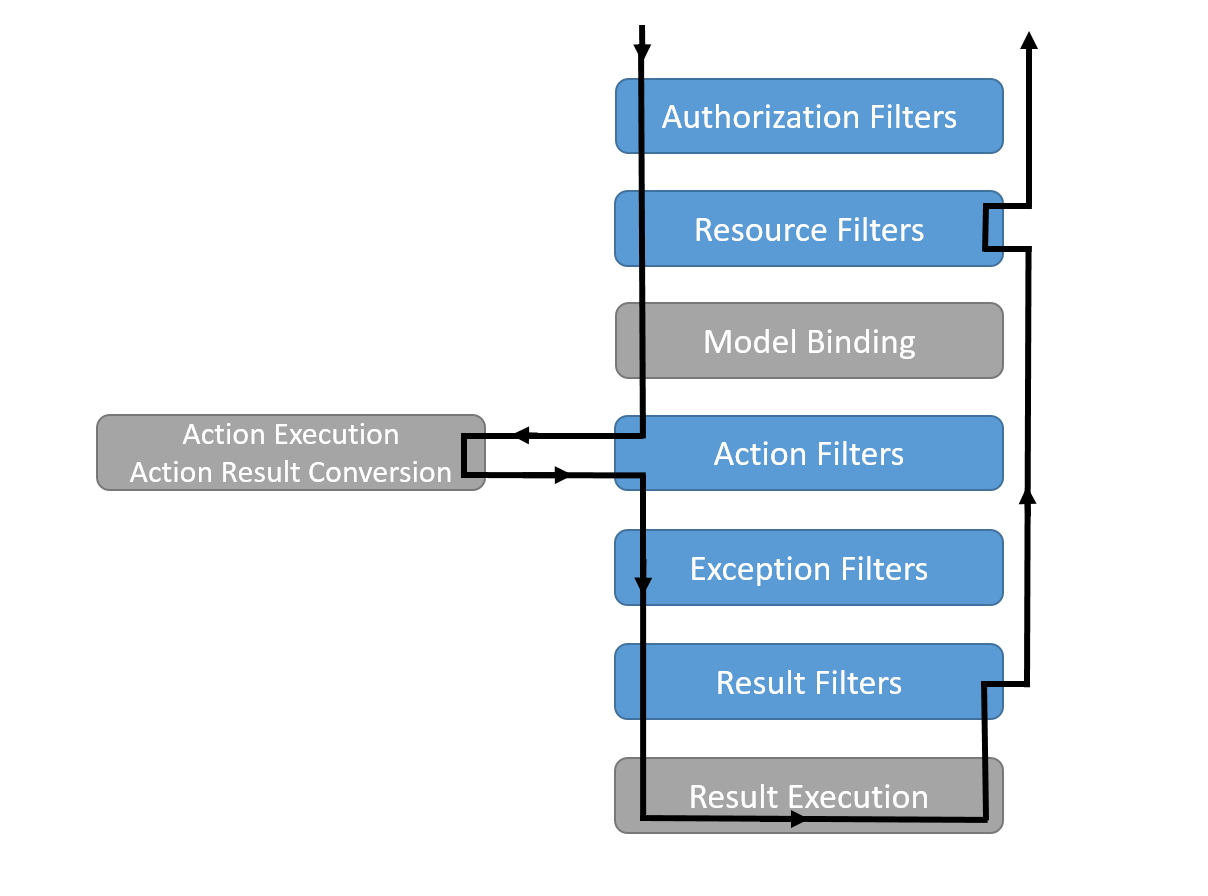 Authorization Filters
Resource Filters
Model Binding
Action Execution
Action Result Conversion
Action Filters
Exception Filters
Result Filters
Result Execution